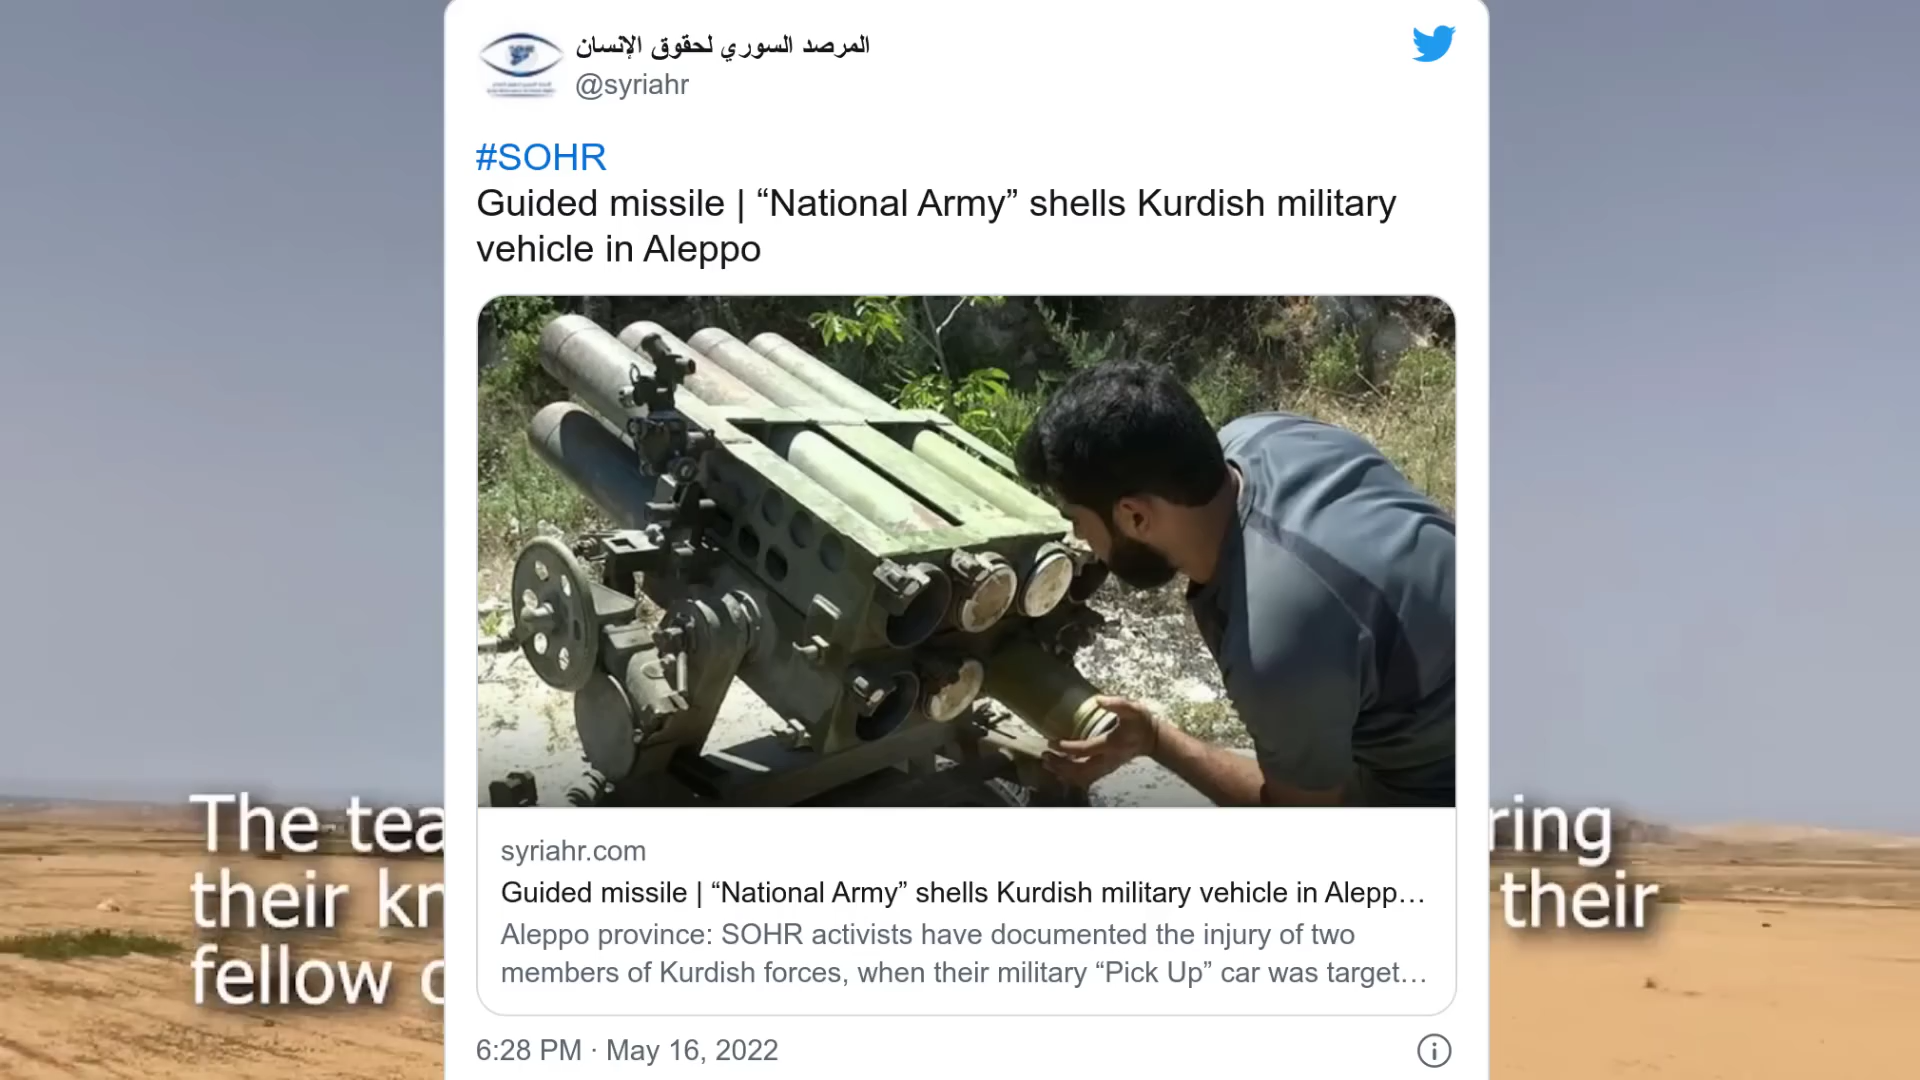 المرصد السوري لحقوق الإنسان
@syriahr
#SOHR
Guided missile | “National Army” shells Kurdish military
vehicle in Aleppo
syriahr.com
Guided missile | “National Army” shells Kurdish military vehicle in Alepp…
Aleppo province: SOHR activists have documented the injury of two
members of Kurdish forces, when their military “Pick Up” car was target…
6:28 PM · May 16, 2022
The tea
ring
their kn
their
fellow